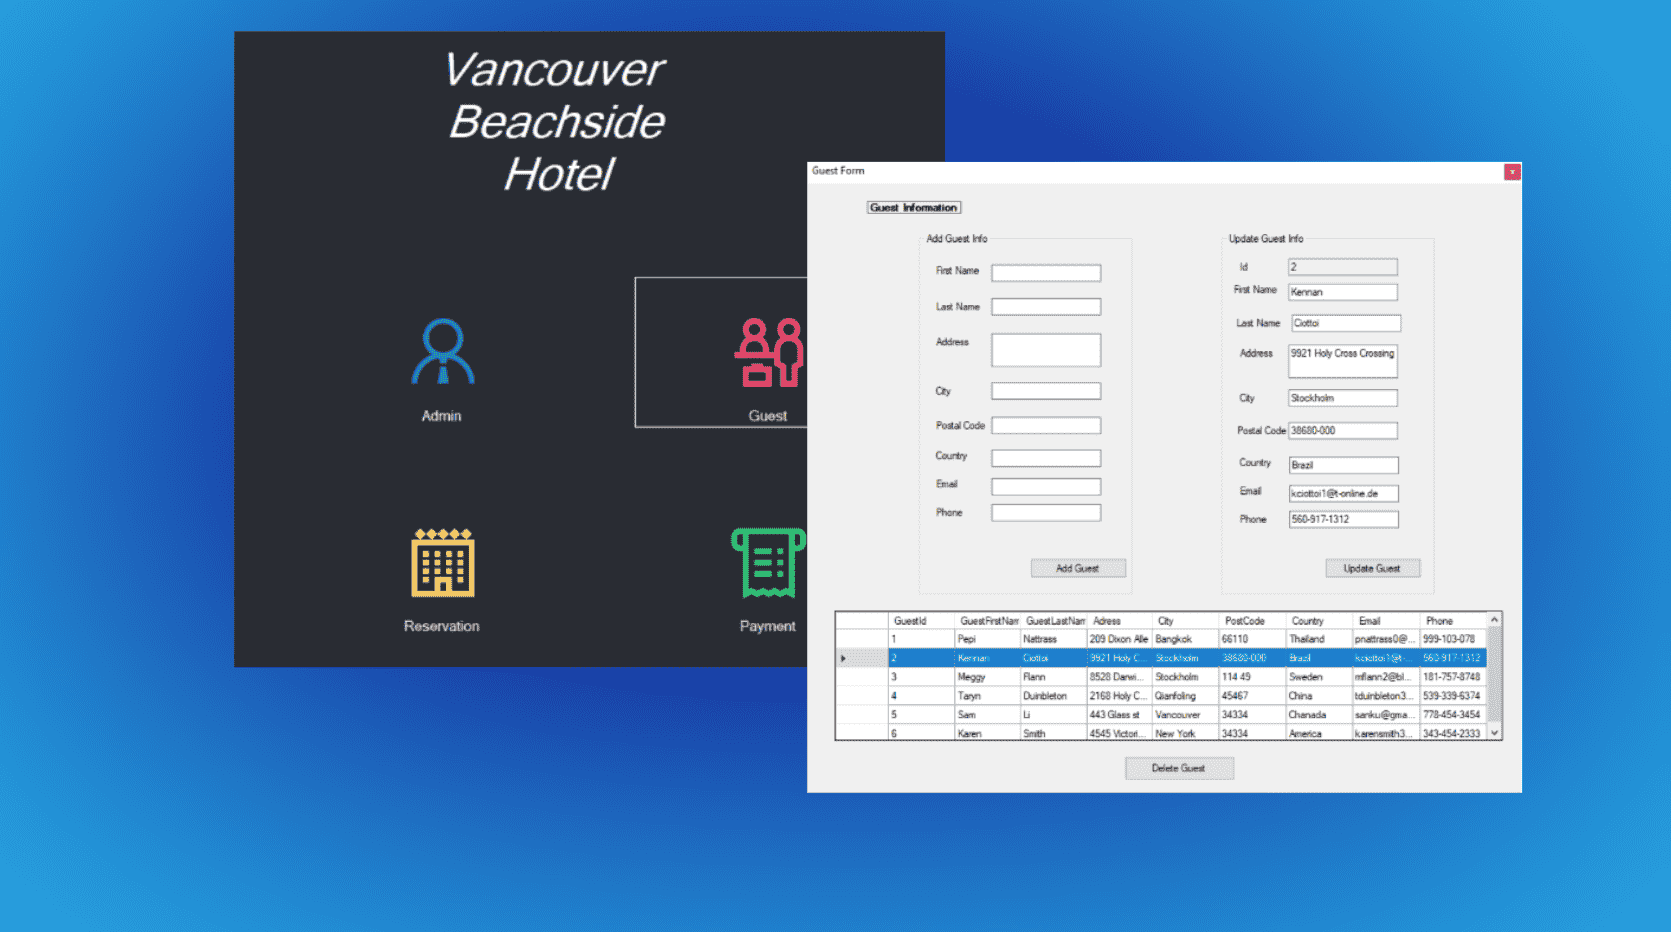 Vancouver
Beachside
Hotel
Admin
Guest
Reservation
Payment
Guest Form
x
Guest Information
Add Guest Info
First Name
Last Name
Address
City
Postal Code
Country
Email
Phone
Add Guest
Update Guest Info
Id 2
First Name Kennan
Last Name Ciottoi
Address 9921 Holy Cross Crossing
City Stockholm
Postal Code 38680-000
Country Brazil
Email kciottoi1@t-online.de
Phone 560-917-1312
Update Guest
GuestId GuestFirstNam GuestLastNam Adress City PostCode Country Email Phone
1 Pepi Nattrass 209 Dixon Alle Bangkok 66110 Thailand pnattrass0@... 999-103-078
2 Kennan Ciottoi 9921 Holy C... Stockholm 38680-000 Brazil kciottoi1@t-... 560-917-1312
3 Meggy Flann 8528 Darwi... Stockholm 114 49 Sweden mflann2@bl... 181-757-8748
4 Taryn Duinbleton 2168 Holy C... Qianfoling 45467 China tduinbleton3... 539-339-6374
5 Sam Li 443 Glass st Vancouver 34334 Chanada sanku@gma... 778-454-3454
6 Karen Smith 4545 Victori... New York 34334 America karensmith3... 343-454-2333
Delete Guest